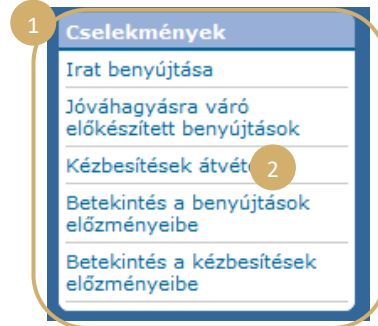 1
Cselekmények
Irat benyújtása
Jóváhagyásra váró
előkészített benyújtások
Kézbesítések
2
Betekintés a benyújtások
előzményeibe
Betekintés a kézbesítések
előzményeibe